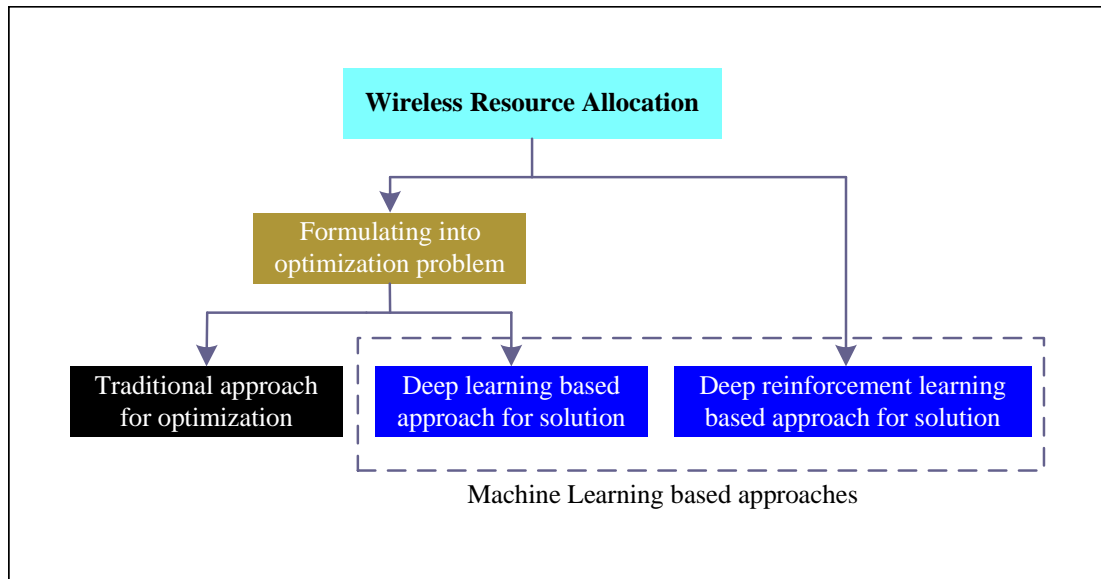 Wireless Resource Allocation
Formulating into
optimization problem
Traditional approach
for optimization
Deep learning based
approach for solution
Deep reinforcement learning
based approach for solution
Machine Learning based approaches